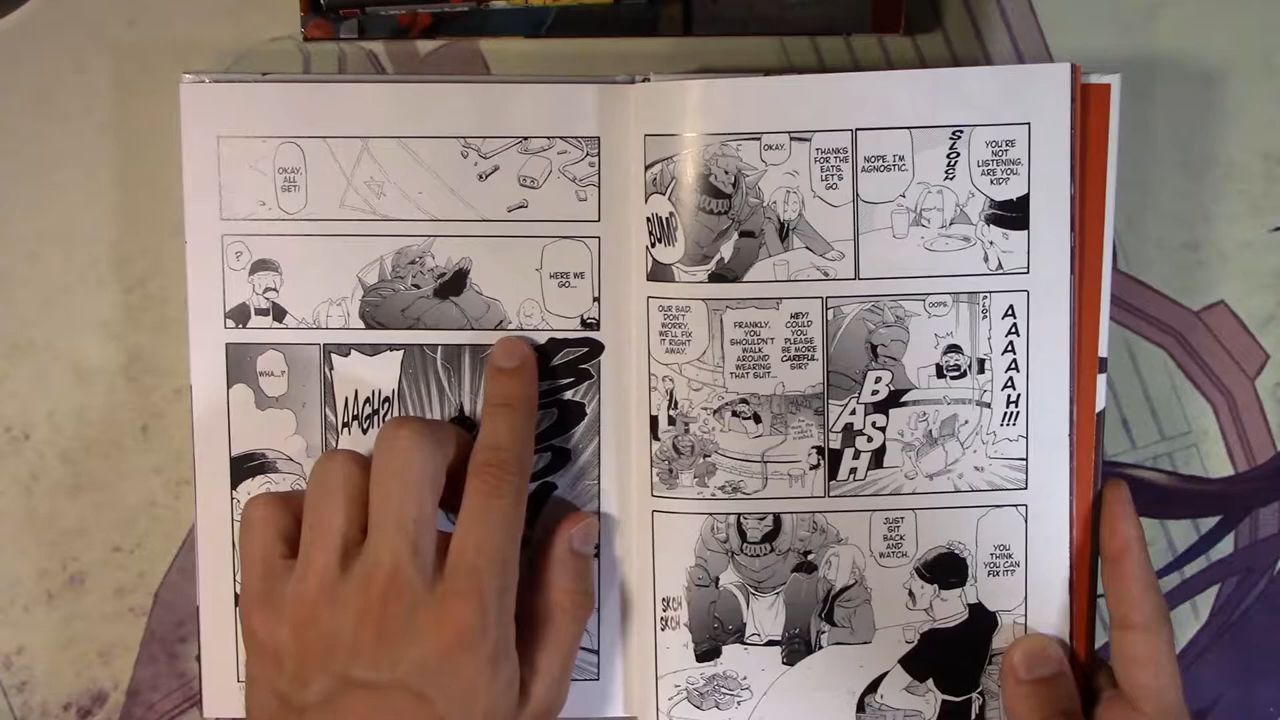 YOU'RE
NOT
LISTENING,
ARE YOU,
KID?
SLOUCH
NOPE. I'M
AGNOSTIC.
THANKS
FOR THE
EATS.
LET'S
GO.
OKAY.
BUMP
AAAAAH!!!
PLOP
OOPS.
BASH
HEY!
COULD
YOU
PLEASE
BE MORE
CAREFUL,
SIR?
FRANKLY,
YOU
SHOULDN'T
WALK
AROUND
WEARING
THAT SUIT...
OUR BAD.
DON'T
WORRY.
WE'LL FIX
IT RIGHT
AWAY.
YOU
THINK
YOU CAN
FIX IT?
JUST
SIT
BACK
AND
WATCH.
SKCH
SKCH
OKAY,
ALL
SET!
HERE WE
GO...
?
AAGH?!
WHA...?